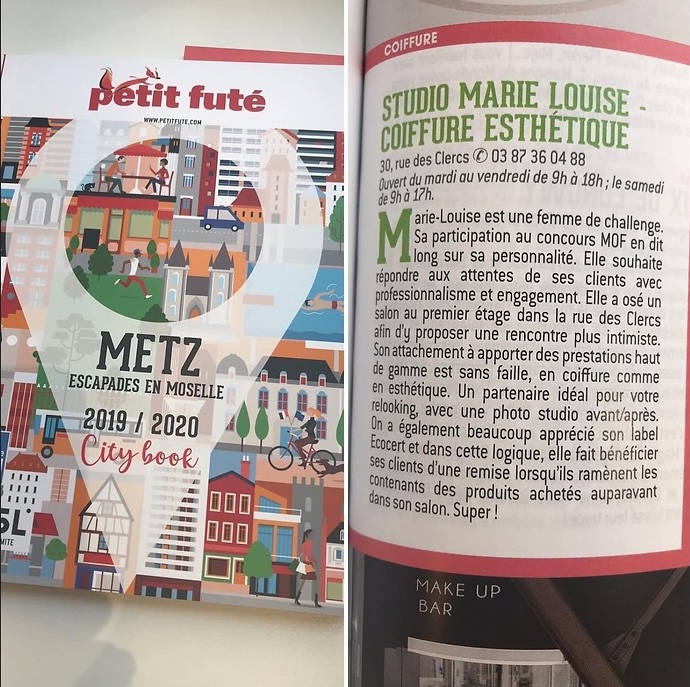 petit futé
WWW.PETITFUTE.COM
METZ
ESCAPADES EN MOSELLE
2019 / 2020
City book
COIFFURE
STUDIO MARIE LOUISE -
COIFFURE ESTHÉTIQUE
30, rue des Clercs ✆ 03 87 36 04 88
Ouvert du mardi au vendredi de 9h à 18h ; le samedi
de 9h à 17h.
Marie-Louise est une femme de challenge.
Sa participation au concours MOF en dit
long sur sa personnalité. Elle souhaite
répondre aux attentes de ses clients avec
professionnalisme et engagement. Elle a osé un
salon au premier étage dans la rue des Clercs
afin d'y proposer une rencontre plus intimiste.
Son attachement à apporter des prestations haut
de gamme est sans faille, en coiffure comme
en esthétique. Un partenaire idéal pour votre
relooking, avec une photo studio avant/après.
On a également beaucoup apprécié son label
Ecocert et dans cette logique, elle fait bénéficier
ses clients d'une remise lorsqu'ils ramènent les
contenants des produits achetés auparavant
dans son salon. Super !
MAKE UP
BAR